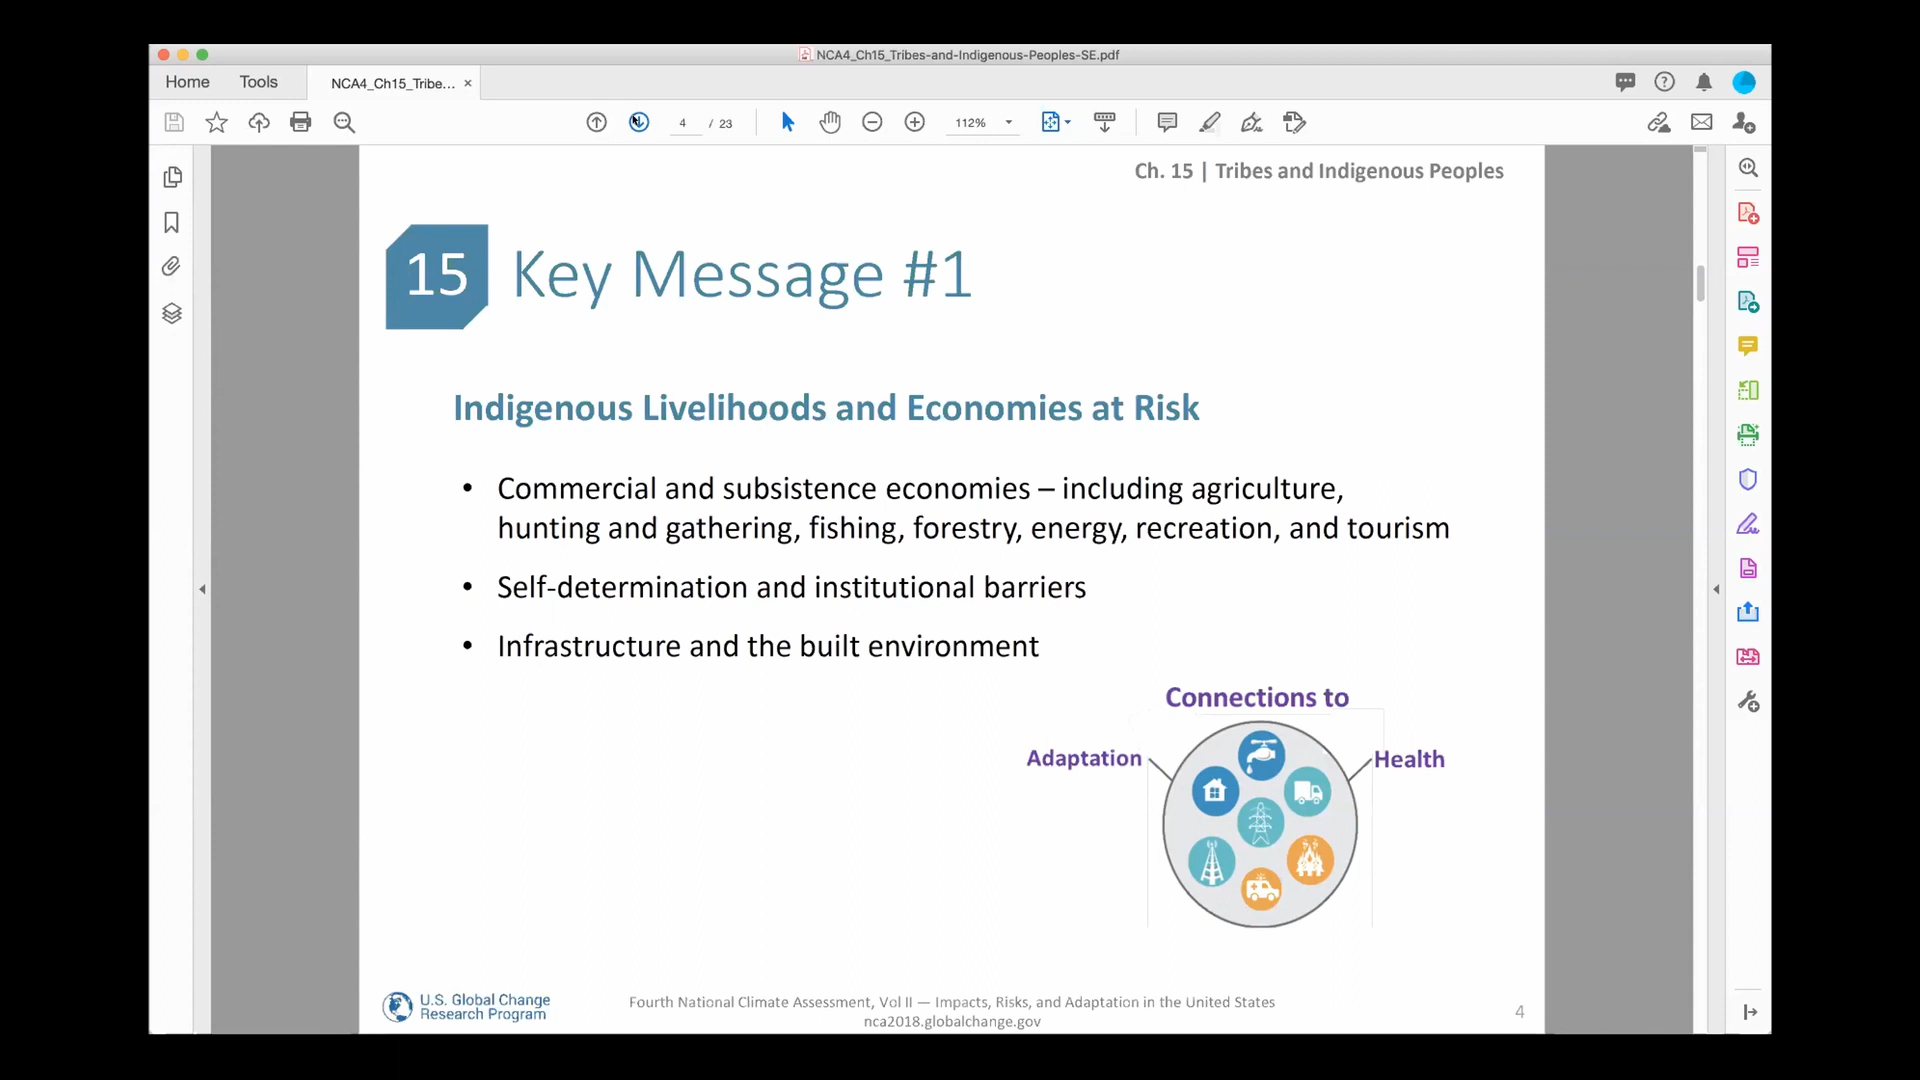 NCA4_Ch15_Tribes-and-Indigenous-Peoples-SE.pdf
Home
Tools
NCA4_Ch15_Tribe... ×
4 / 23
112%
Ch. 15 | Tribes and Indigenous Peoples
15 Key Message #1
Indigenous Livelihoods and Economies at Risk
• Commercial and subsistence economies – including agriculture,
hunting and gathering, fishing, forestry, energy, recreation, and tourism
• Self-determination and institutional barriers
• Infrastructure and the built environment
Connections to
Adaptation
Health
U.S. Global Change
Research Program
Fourth National Climate Assessment, Vol II — Impacts, Risks, and Adaptation in the United States
nca2018.globalchange.gov
4